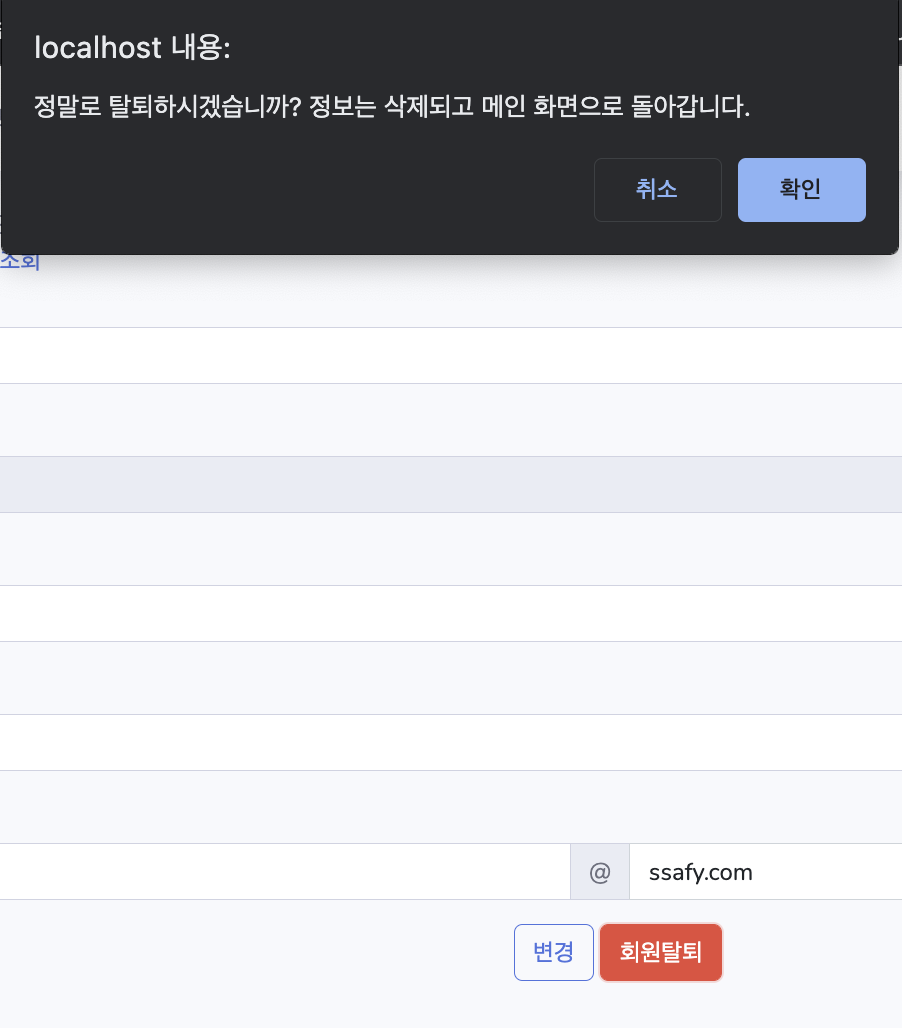 localhost 내용:
정말로 탈퇴하시겠습니까? 정보는 삭제되고 메인 화면으로 돌아갑니다.
취소
확인
조회
@
ssafy.com
변경
회원탈퇴